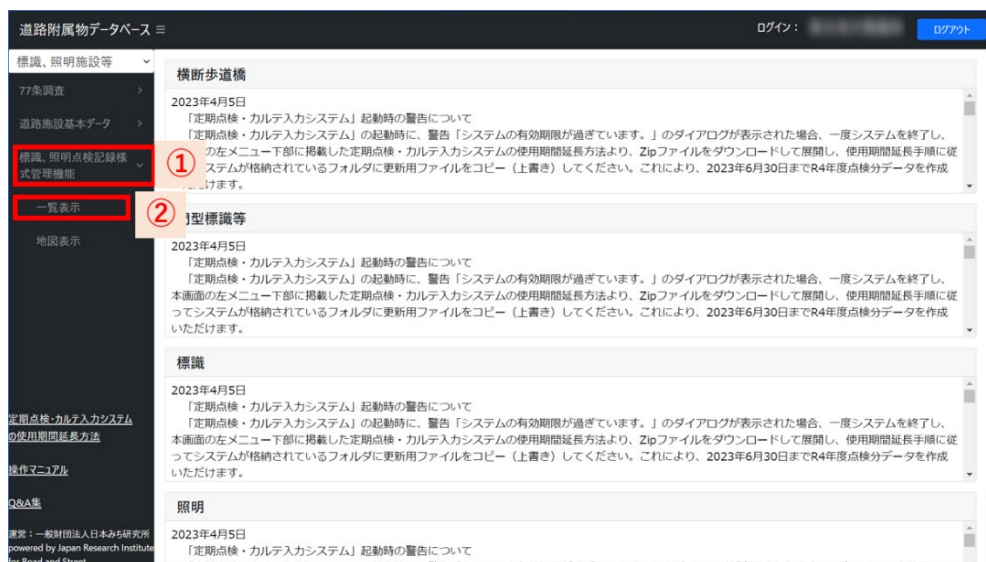 道路附属物データベース ≡
ログイン：
ログアウト
標識、照明施設等
77条調査
道路施設基本データ
標識、照明点検記録様
式管理機能
①
一覧表示
②
地図表示
定期点検・カルテ入力システム
の使用期間延長方法
操作マニュアル
Q&A集
運営：一般財団法人日本みち研究所
powered by Japan Research Institute
for Road and Street
横断歩道橋
2023年4月5日
「定期点検・カルテ入力システム」起動時の警告について
「定期点検・カルテ入力システム」の起動時に、警告「システムの有効期限が過ぎています。」のダイアログが表示された場合、一度システムを終了し、
の左メニュー下部に掲載した定期点検・カルテ入力システムの使用期間延長方法より、Zipファイルをダウンロードして展開し、使用期間延長手順に従
ステムが格納されているフォルダに更新用ファイルをコピー（上書き）してください。これにより、2023年6月30日までR4年度点検分データを作成
けます。
型標識等
2023年4月5日
「定期点検・カルテ入力システム」起動時の警告について
「定期点検・カルテ入力システム」の起動時に、警告「システムの有効期限が過ぎています。」のダイアログが表示された場合、一度システムを終了し、
本画面の左メニュー下部に掲載した定期点検・カルテ入力システムの使用期間延長方法より、Zipファイルをダウンロードして展開し、使用期間延長手順に従
ってシステムが格納されているフォルダに更新用ファイルをコピー（上書き）してください。これにより、2023年6月30日までR4年度点検分データを作成
いただけます。
標識
2023年4月5日
「定期点検・カルテ入力システム」起動時の警告について
「定期点検・カルテ入力システム」の起動時に、警告「システムの有効期限が過ぎています。」のダイアログが表示された場合、一度システムを終了し、
本画面の左メニュー下部に掲載した定期点検・カルテ入力システムの使用期間延長方法より、Zipファイルをダウンロードして展開し、使用期間延長手順に従
ってシステムが格納されているフォルダに更新用ファイルをコピー（上書き）してください。これにより、2023年6月30日までR4年度点検分データを作成
いただけます。
照明
2023年4月5日
「定期点検・カルテ入力システム」起動時の警告について